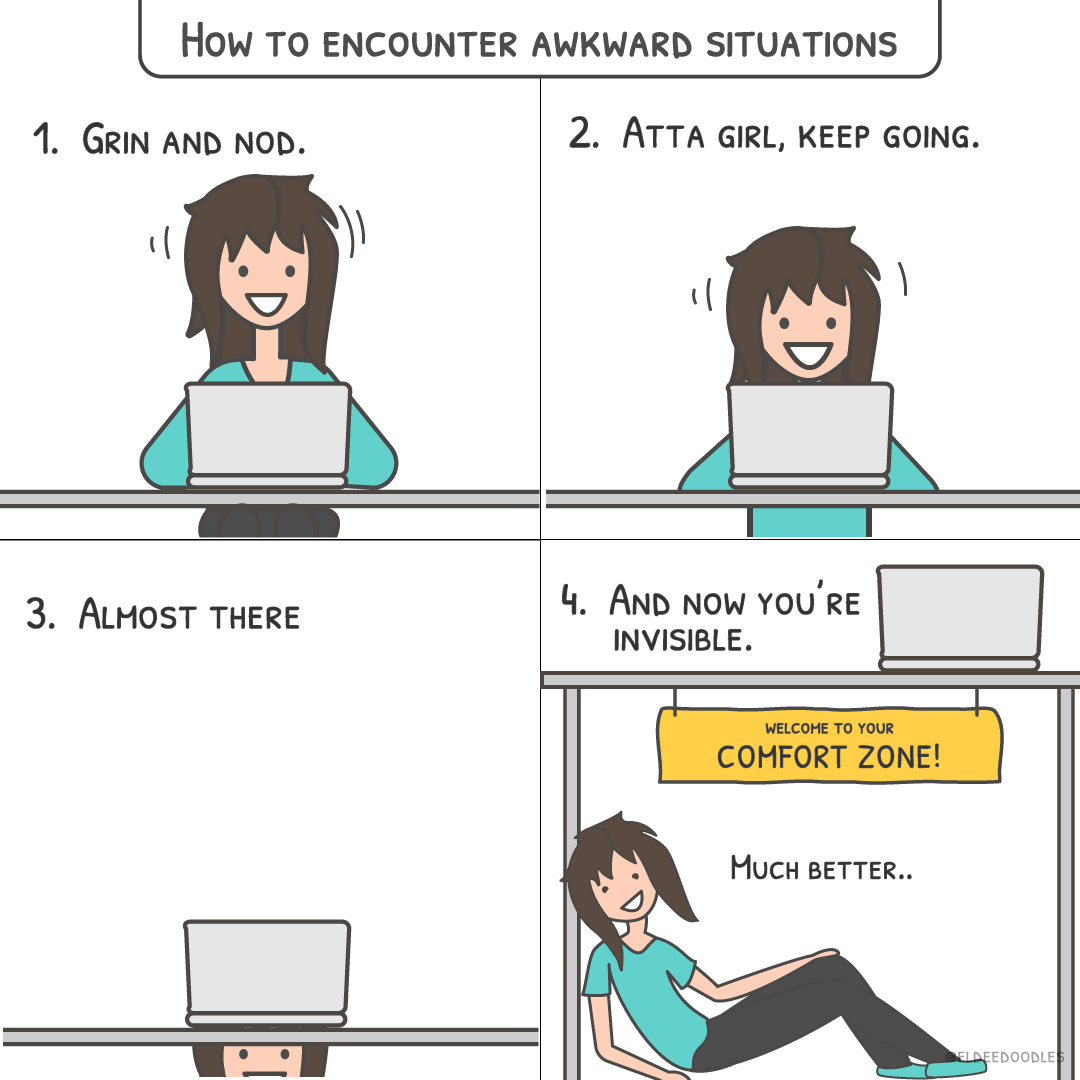 How to encounter awkward situations
1. Grin and nod.
2. Atta girl, keep going.
3. Almost there
4. And now you're
invisible.
Welcome to your
comfort zone!
Much better..
@eldeedoodles